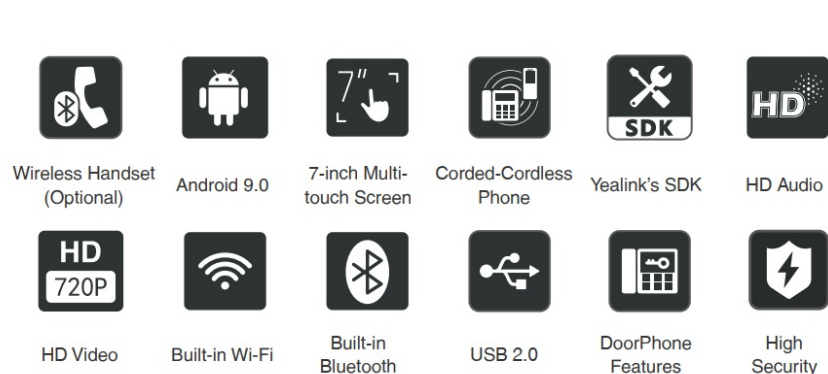 7"
SDK
HD
Wireless Handset
(Optional)
Android 9.0
7-inch Multi-
touch Screen
Corded-Cordless
Phone
Yealink's SDK
HD Audio
HD
720P
HD Video
Built-in Wi-Fi
Built-in
Bluetooth
USB 2.0
DoorPhone
Features
High
Security